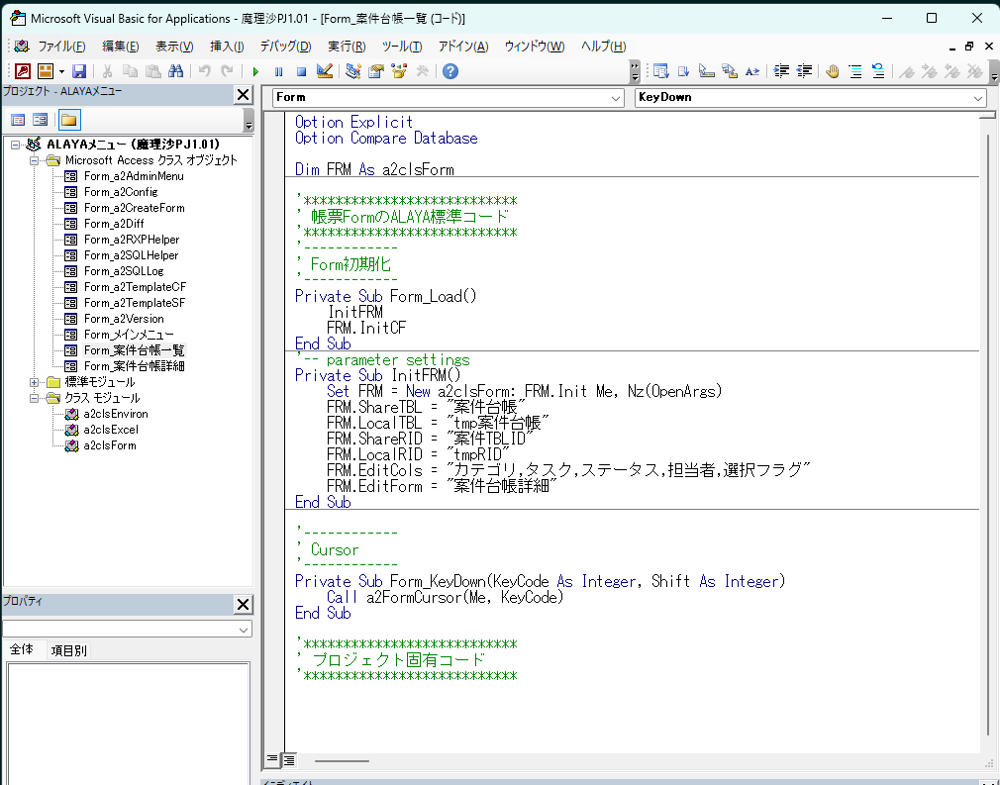 Microsoft Visual Basic for Applications - 魔理沙PJ1.01 - [Form_案件台帳一覧 (コード)]
ファイル(F) 編集(E) 表示(V) 挿入(I) デバッグ(D) 実行(R) ツール(T) アドイン(A) ウィンドウ(W) ヘルプ(H)
プロジェクト - ALAYAメニュー
ALAYAメニュー (魔理沙PJ1.01)
Microsoft Access クラス オブジェクト
Form_a2AdminMenu
Form_a2Config
Form_a2CreateForm
Form_a2Diff
Form_a2RXPHelper
Form_a2SQLHelper
Form_a2SQLLog
Form_a2TemplateCF
Form_a2TemplateSF
Form_a2Version
Form_メインメニュー
Form_案件台帳一覧
Form_案件台帳詳細
標準モジュール
クラス モジュール
a2clsEnviron
a2clsExcel
a2clsForm
プロパティ
全体 項目別
Form KeyDown
Option Explicit
Option Compare Database
Dim FRM As a2clsForm
'***************************
' 帳票FormのALAYA標準コード
'***************************
'------------
' Form初期化
'------------
Private Sub Form_Load()
InitFRM
FRM.InitCF
End Sub
'-- parameter settings
Private Sub InitFRM()
Set FRM = New a2clsForm: FRM.Init Me, Nz(OpenArgs)
FRM.ShareTBL = "案件台帳"
FRM.LocalTBL = "tmp案件台帳"
FRM.ShareRID = "案件TBLID"
FRM.LocalRID = "tmpRID"
FRM.EditCols = "カテゴリ,タスク,ステータス,担当者,選択フラグ"
FRM.EditForm = "案件台帳詳細"
End Sub
'------------
' Cursor
'------------
Private Sub Form_KeyDown(KeyCode As Integer, Shift As Integer)
Call a2FormCursor(Me, KeyCode)
End Sub
'***************************
' プロジェクト固有コード
'***************************
イミディエイト